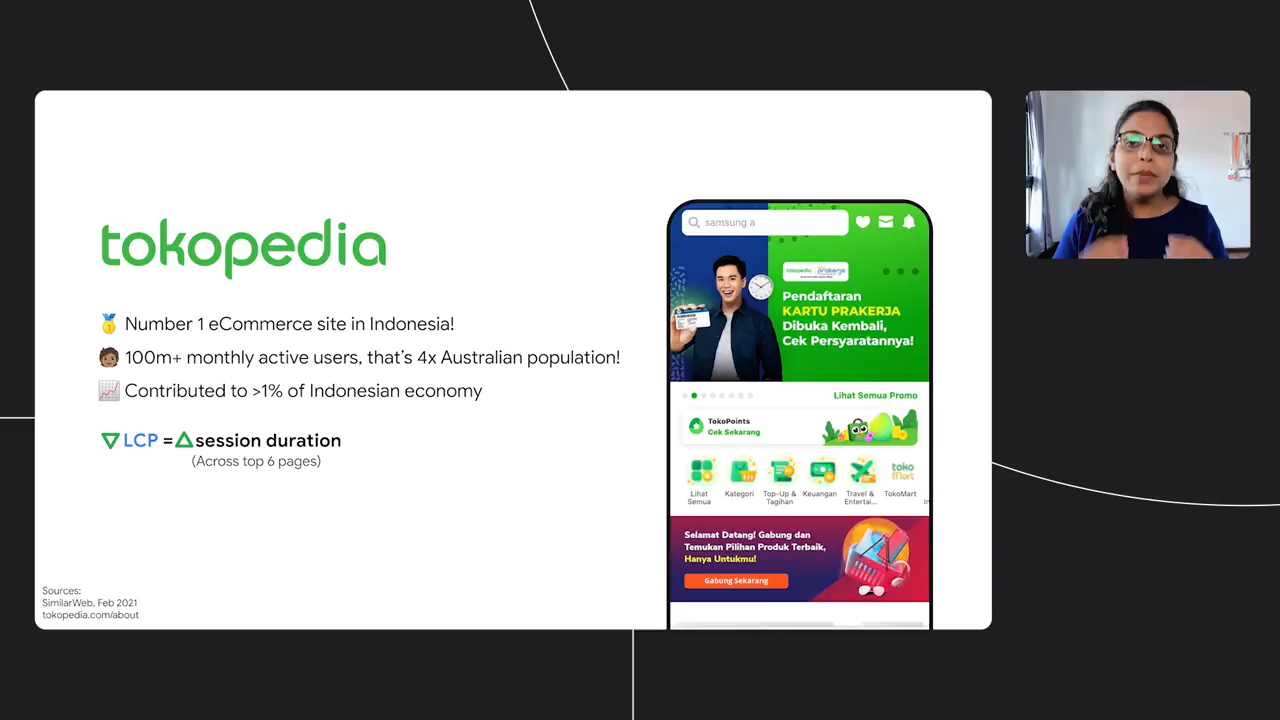 tokopedia
Number 1 eCommerce site in Indonesia!
100m+ monthly active users, that's 4x Australian population!
Contributed to >1% of Indonesian economy
▽ LCP = △ session duration
(Across top 6 pages)
Sources:
SimilarWeb, Feb 2021
tokopedia.com/about
samsung a
tokopedia prakerja
Pendaftaran
KARTU PRAKERJA
Dibuka Kembali,
Cek Persyaratannya!
Lihat Semua Promo
TokoPoints
Cek Sekarang
toko
mart
Lihat
Semua
Kategori
Top-Up &
Tagihan
Keuangan
Travel &
Entertai...
TokoMart
Selamat Datang! Gabung dan
Temukan Pilihan Produk Terbaik,
Hanya Untukmu!
Gabung Sekarang